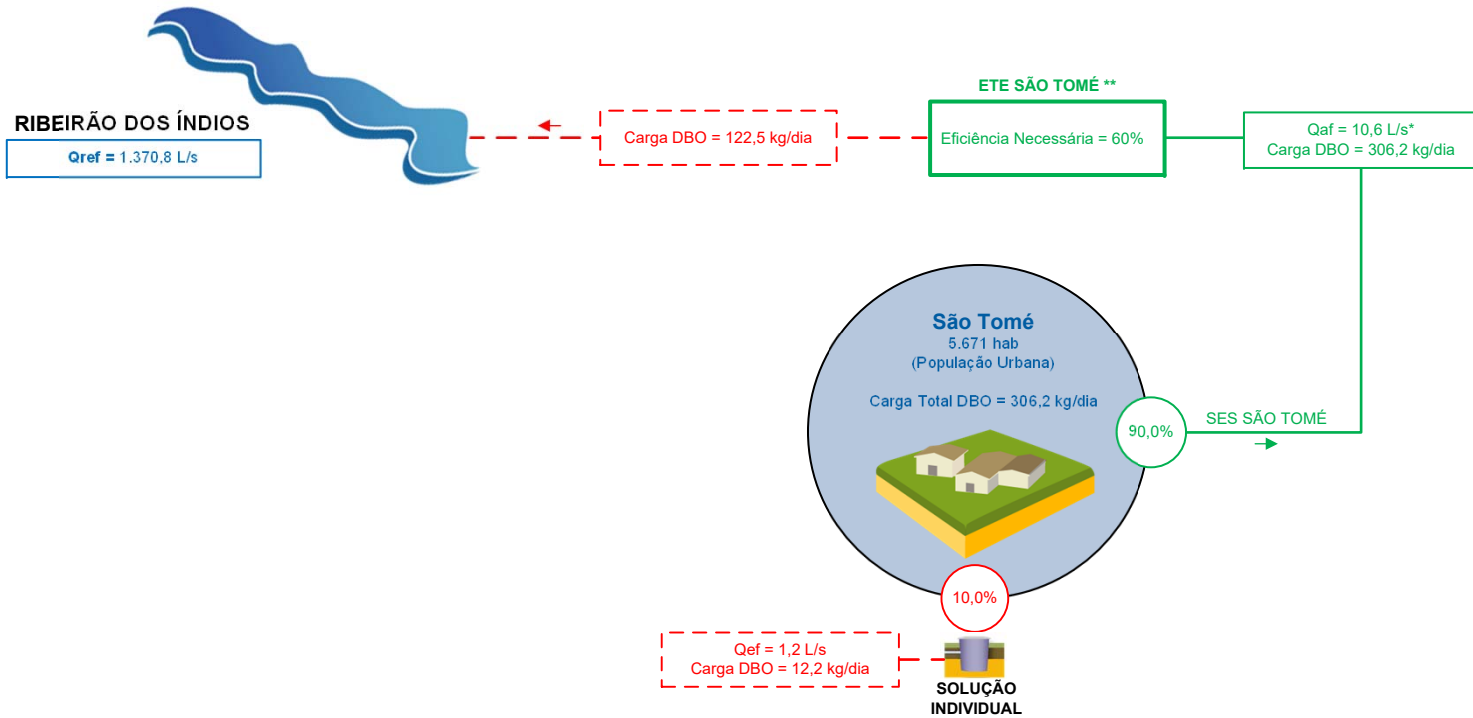 RIBEIRÃO DOS ÍNDIOS
Qref = 1.370,8 L/s
Carga DBO = 122,5 kg/dia
ETE SÃO TOMÉ **
Eficiência Necessária = 60%
Qaf = 10,6 L/s*
Carga DBO = 306,2 kg/dia
São Tomé
5.671 hab
(População Urbana)
Carga Total DBO = 306,2 kg/dia
90,0%
SES SÃO TOMÉ
10,0%
Qef = 1,2 L/s
Carga DBO = 12,2 kg/dia
SOLUÇÃO
INDIVIDUAL